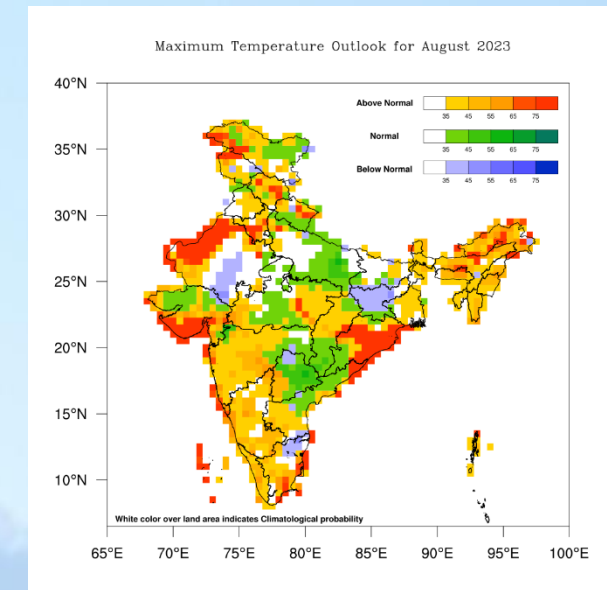 Maximum Temperature Outlook for August 2023
40°N
Above Normal
35 45 55 65 75
Normal
35 45 55 65 75
35°N
Below Normal
35 45 55 65 75
30°N
25°N
20°N
15°N
10°N
White color over land area indicates Climatological probability
65°E 70°E 75°E 80°E 85°E 90°E 95°E 100°E